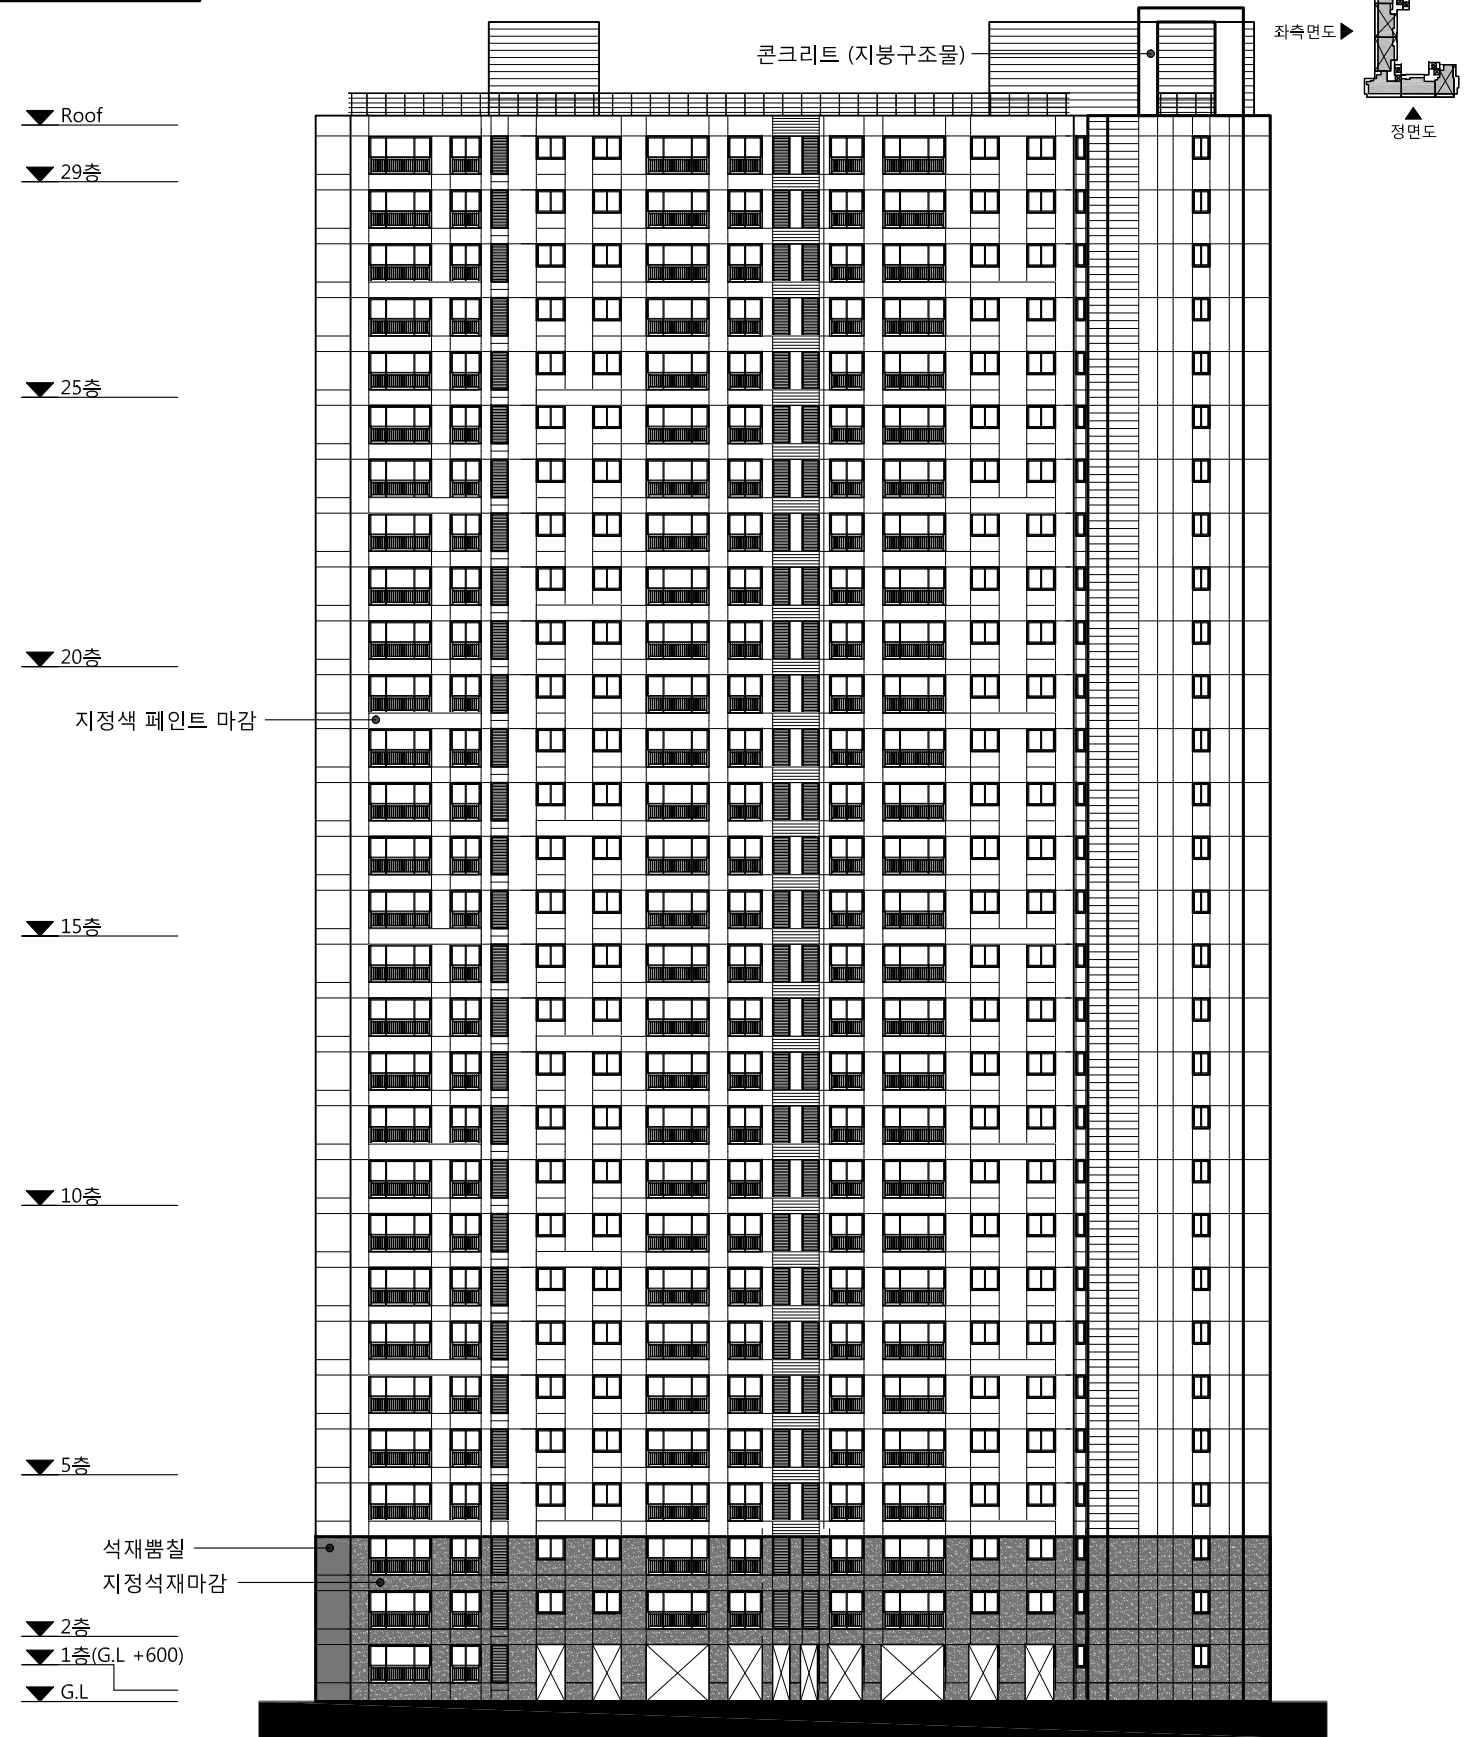 콘크리트 (지붕구조물)
좌측면도
정면도
Roof
29층
25층
20층
지정색 페인트 마감
15층
10층
5층
석재뿜칠
지정석재마감
2층
1층(G.L +600)
G.L